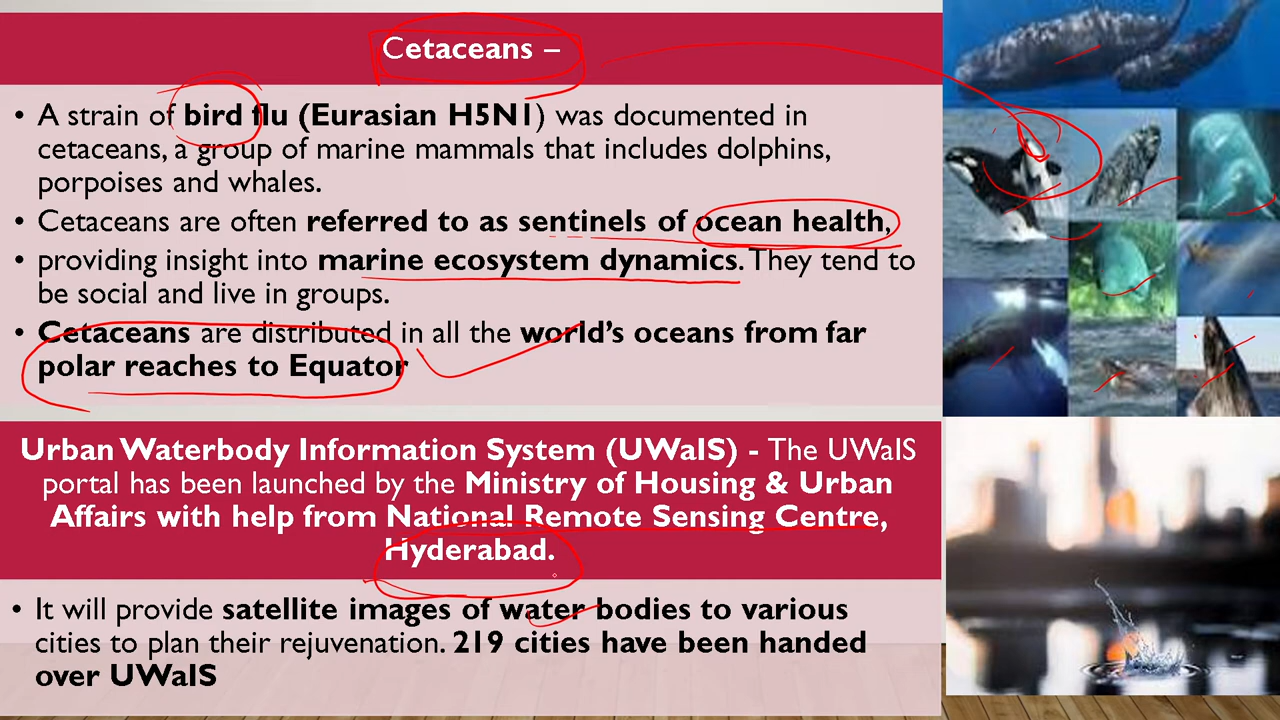 Cetaceans –
• A strain of bird flu (Eurasian H5N1) was documented in
cetaceans, a group of marine mammals that includes dolphins,
porpoises and whales.
• Cetaceans are often referred to as sentinels of ocean health,
• providing insight into marine ecosystem dynamics. They tend to
be social and live in groups.
• Cetaceans are distributed in all the world's oceans from far
polar reaches to Equator
Urban Waterbody Information System (UWaIS) - The UWaIS
portal has been launched by the Ministry of Housing & Urban
Affairs with help from National Remote Sensing Centre,
Hyderabad.
• It will provide satellite images of water bodies to various
cities to plan their rejuvenation. 219 cities have been handed
over UWaIS